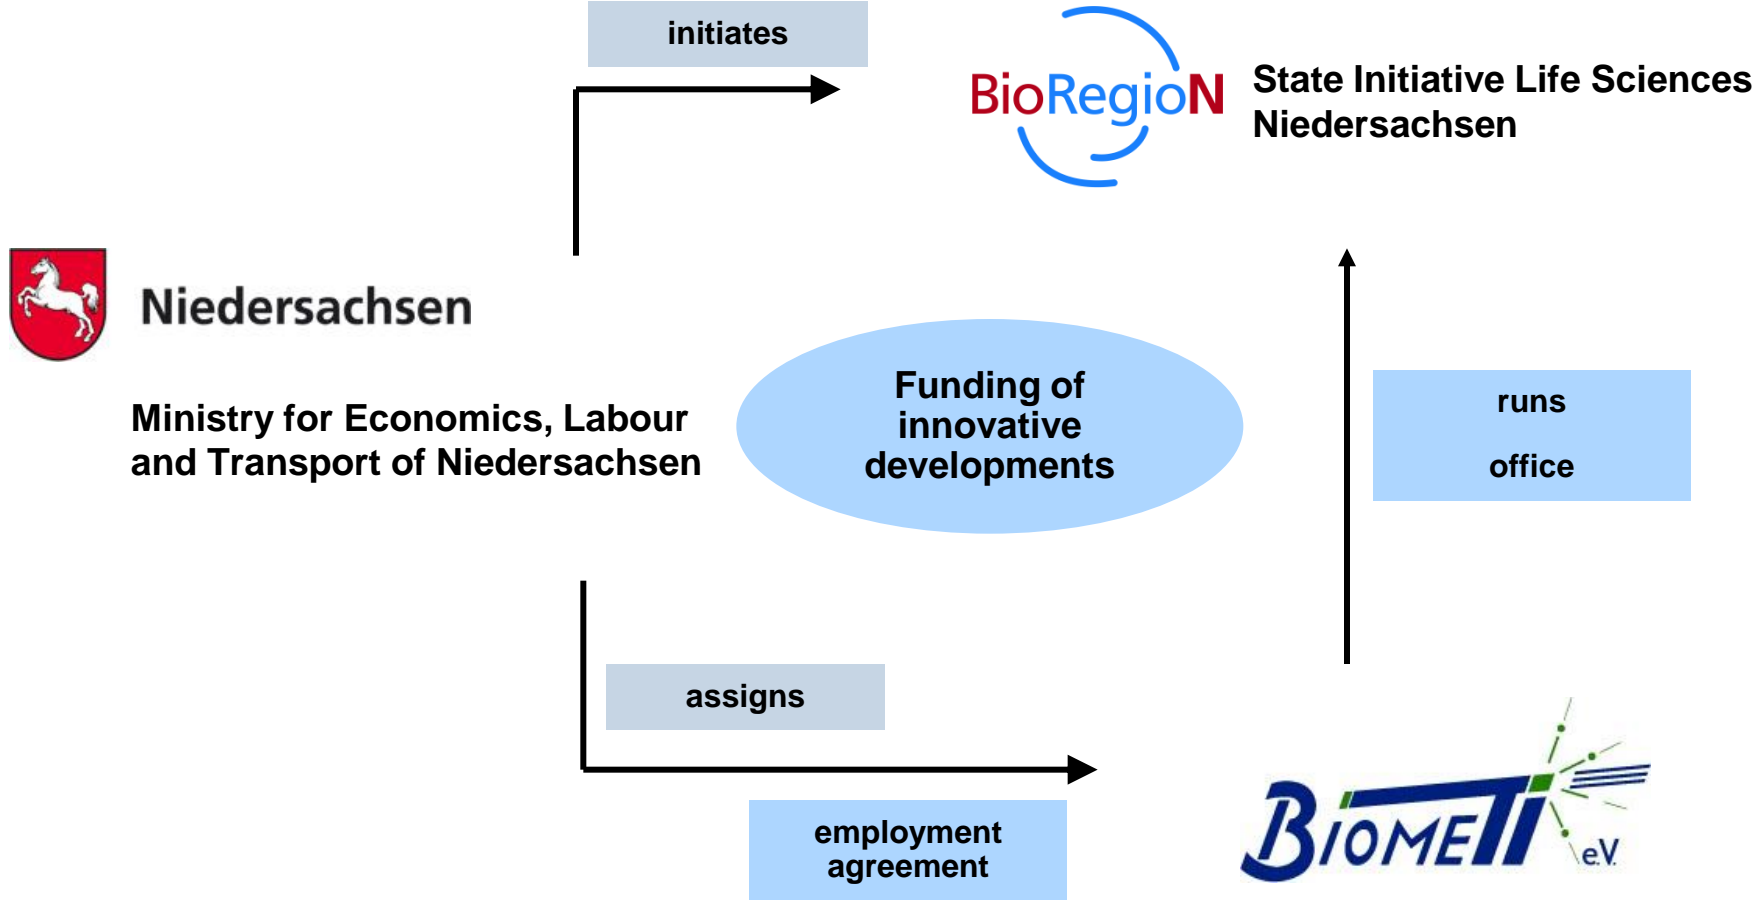 initiates
BioRegioN
State Initiative Life Sciences
Niedersachsen
Niedersachsen
Ministry for Economics, Labour
and Transport of Niedersachsen
Funding of
innovative
developments
runs
office
assigns
employment
agreement
BIOMETI e.V.